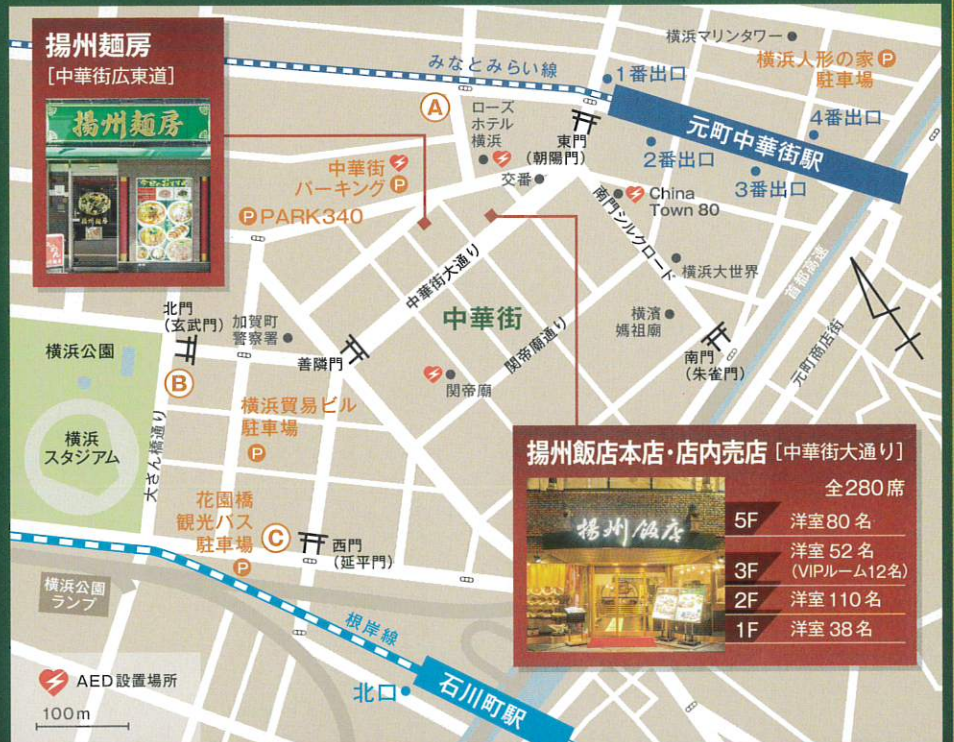 揚州麺房
[中華街広東道]
揚州麺房
横浜マリンタワー
横浜人形の家 P
駐車場
みなとみらい線
1番出口
A
ローズ
ホテル
横浜
東門
(朝陽門)
元町中華街駅
4番出口
2番出口
3番出口
中華街
パーキング P
交番
P PARK340
China
Town 80
南門シルクロード
中華街大通り
横浜大世界
首都高速
北門
(玄武門)
加賀町
警察署
中華街
横濱
媽祖廟
関帝廟通り
横浜公園
善隣門
南門
(朱雀門)
元町商店街
B
関帝廟
横浜貿易ビル
駐車場
P
横浜
スタジアム
大さん橋通り
揚州飯店本店・店内売店 [中華街大通り]
全280席
揚州飯店
5F 洋室80名
3F 洋室52名
(VIPルーム12名)
2F 洋室110名
1F 洋室38名
花園橋
観光バス
駐車場
P
C
西門
(延平門)
横浜公園
ランプ
根岸線
AED設置場所
100m
北口
石川町駅